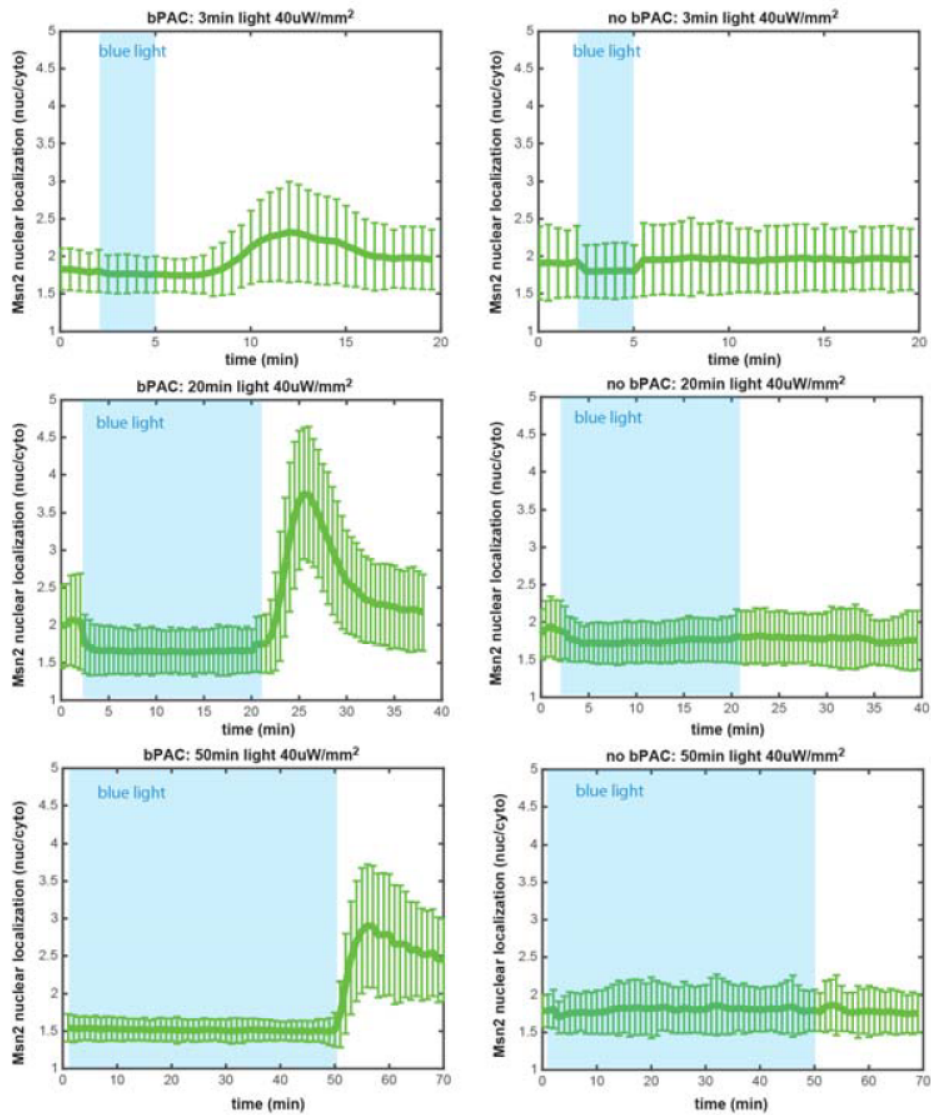 bPAC: 3min light 40uW/mm²
5
4.5
4
3.5
3
2.5
2
1.5
1
Msn2 nuclear localization (nuc/cyto)
blue light
0 5 10 15 20
time (min)
no bPAC: 3min light 40uW/mm²
5
4.5
4
3.5
3
2.5
2
1.5
1
Msn2 nuclear localization (nuc/cyto)
blue light
0 5 10 15 20
time (min)
bPAC: 20min light 40uW/mm²
5
4.5
4
3.5
3
2.5
2
1.5
1
Msn2 nuclear localization (nuc/cyto)
blue light
0 5 10 15 20 25 30 35 40
time (min)
no bPAC: 20min light 40uW/mm²
5
4.5
4
3.5
3
2.5
2
1.5
1
Msn2 nuclear localization (nuc/cyto)
blue light
0 5 10 15 20 25 30 35 40
time (min)
bPAC: 50min light 40uW/mm²
5
4.5
4
3.5
3
2.5
2
1.5
1
Msn2 nuclear localization (nuc/cyto)
blue light
0 10 20 30 40 50 60 70
time (min)
no bPAC: 50min light 40uW/mm²
5
4.5
4
3.5
3
2.5
2
1.5
1
Msn2 nuclear localization (nuc/cyto)
blue light
0 10 20 30 40 50 60 70
time (min)